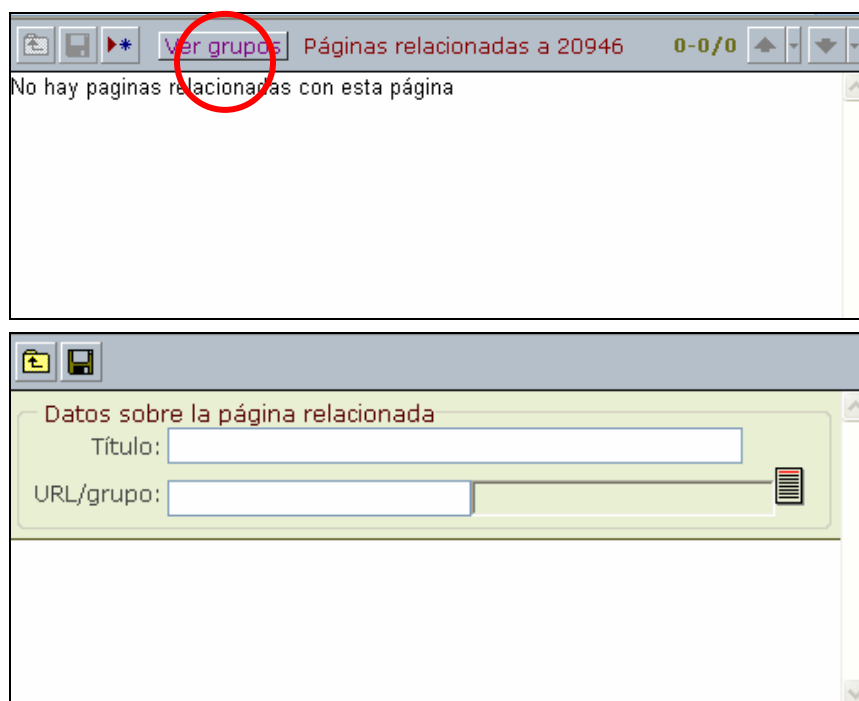 Ver grupos Páginas relacionadas a 20946 0-0/0
No hay paginas relacionadas con esta página
Datos sobre la página relacionada
Título:
URL/grupo: